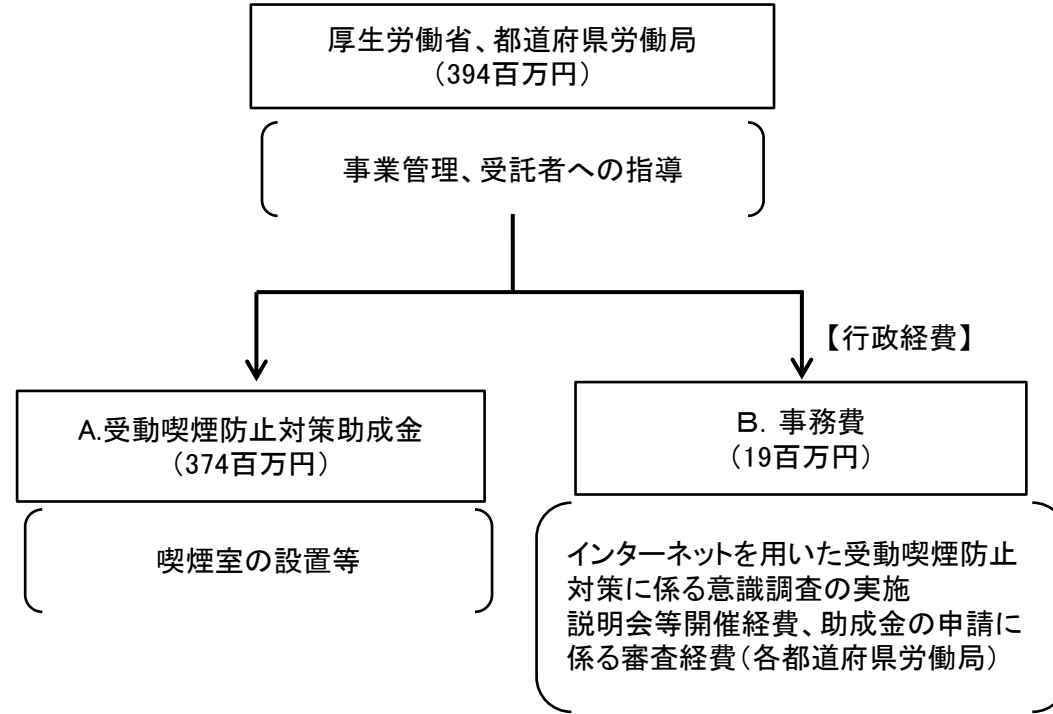 厚生労働省、都道府県労働局
（394百万円）
事業管理、受託者への指導
【行政経費】
A.受動喫煙防止対策助成金
（374百万円）
B．事務費
（19百万円）
喫煙室の設置等
インターネットを用いた受動喫煙防止
対策に係る意識調査の実施
説明会等開催経費、助成金の申請に
係る審査経費（各都道府県労働局）